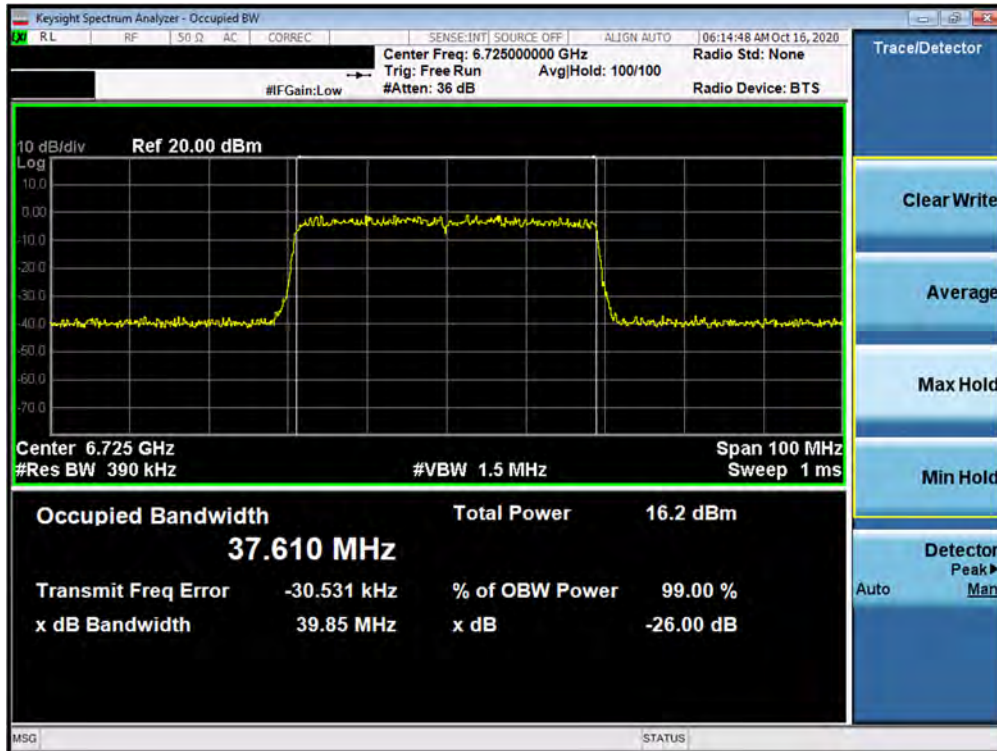 Keysight Spectrum Analyzer - Occupied BW
LXI RL RF 50 Ω AC CORREC SENSE:INT SOURCE OFF ALIGN AUTO 06:14:48 AM Oct 16, 2020
Center Freq: 6.725000000 GHz Radio Std: None
Trig: Free Run Avg|Hold: 100/100
#IFGain:Low #Atten: 36 dB Radio Device: BTS
Trace/Detector
10 dB/div Ref 20.00 dBm
Log
10.0
0.00
-10.0
-20.0
-30.0
-40.0
-50.0
-60.0
-70.0
Center 6.725 GHz Span 100 MHz
#Res BW 390 kHz #VBW 1.5 MHz Sweep 1 ms
Occupied Bandwidth Total Power 16.2 dBm
37.610 MHz
Transmit Freq Error -30.531 kHz % of OBW Power 99.00 %
x dB Bandwidth 39.85 MHz x dB -26.00 dB
Clear Write
Average
Max Hold
Min Hold
Detector
Peak▶
Auto Man
MSG STATUS